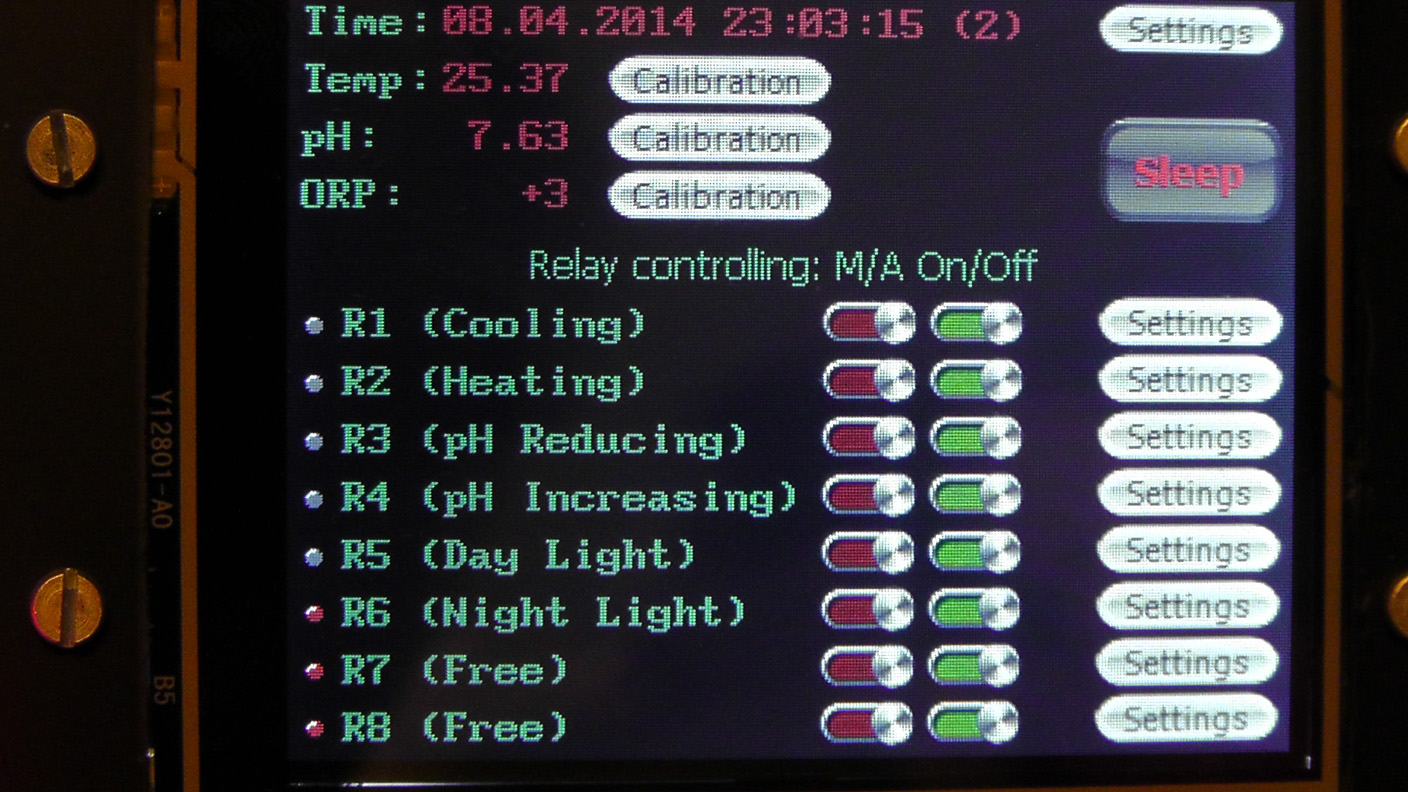 Time: 08.04.2014 23:03:15 (2) Settings
Temp: 25.37 Calibration
pH: 7.63 Calibration
Sleep
ORP: +3 Calibration
Relay controlling: M/A On/Off
R1 (Cooling) Settings
R2 (Heating) Settings
R3 (pH Reducing) Settings
R4 (pH Increasing) Settings
R5 (Day Light) Settings
R6 (Night Light) Settings
R7 (Free) Settings
R8 (Free) Settings
Y12801-A0
B5